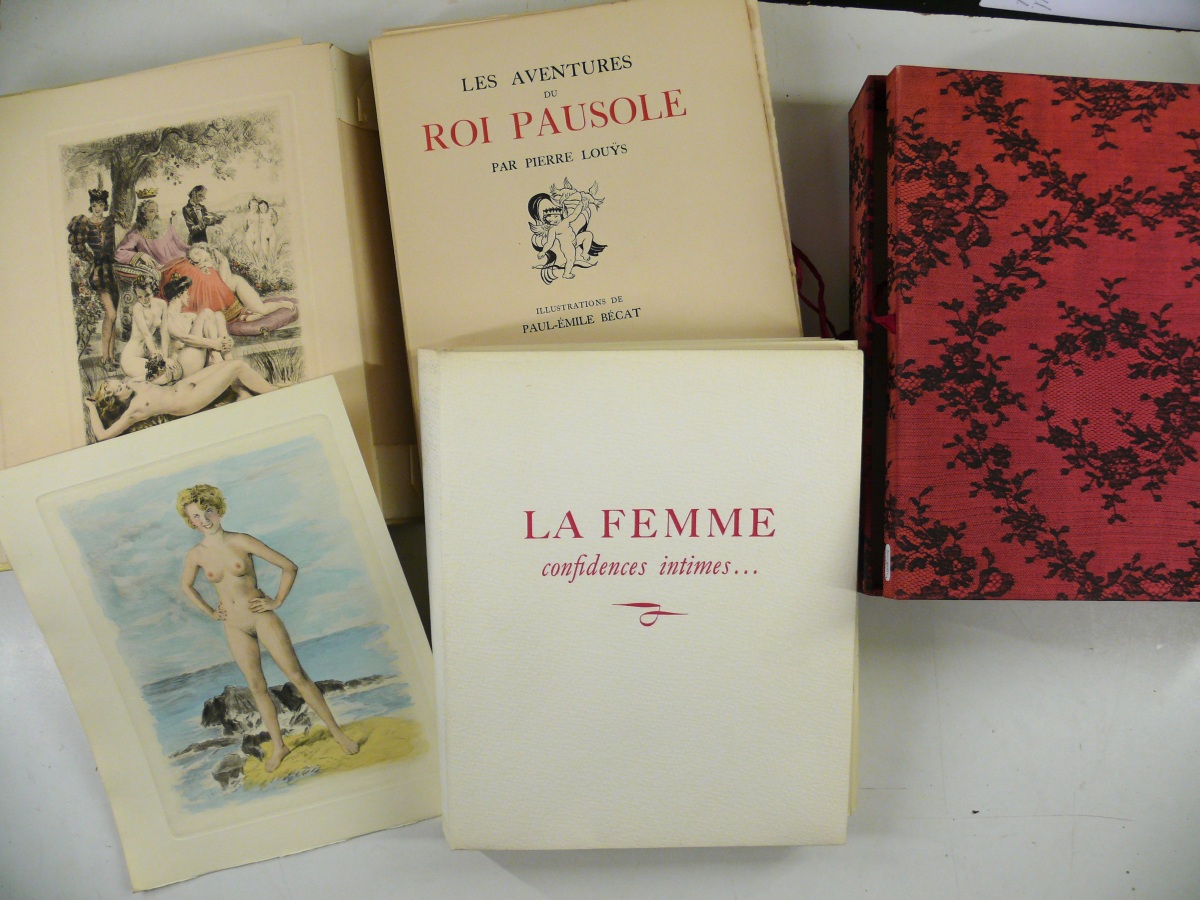 LES AVENTURES
DU
ROI PAUSOLE
PAR PIERRE LOUŸS
ILLUSTRATIONS DE
PAUL-ÉMILE BÉCAT
LA FEMME
confidences intimes...